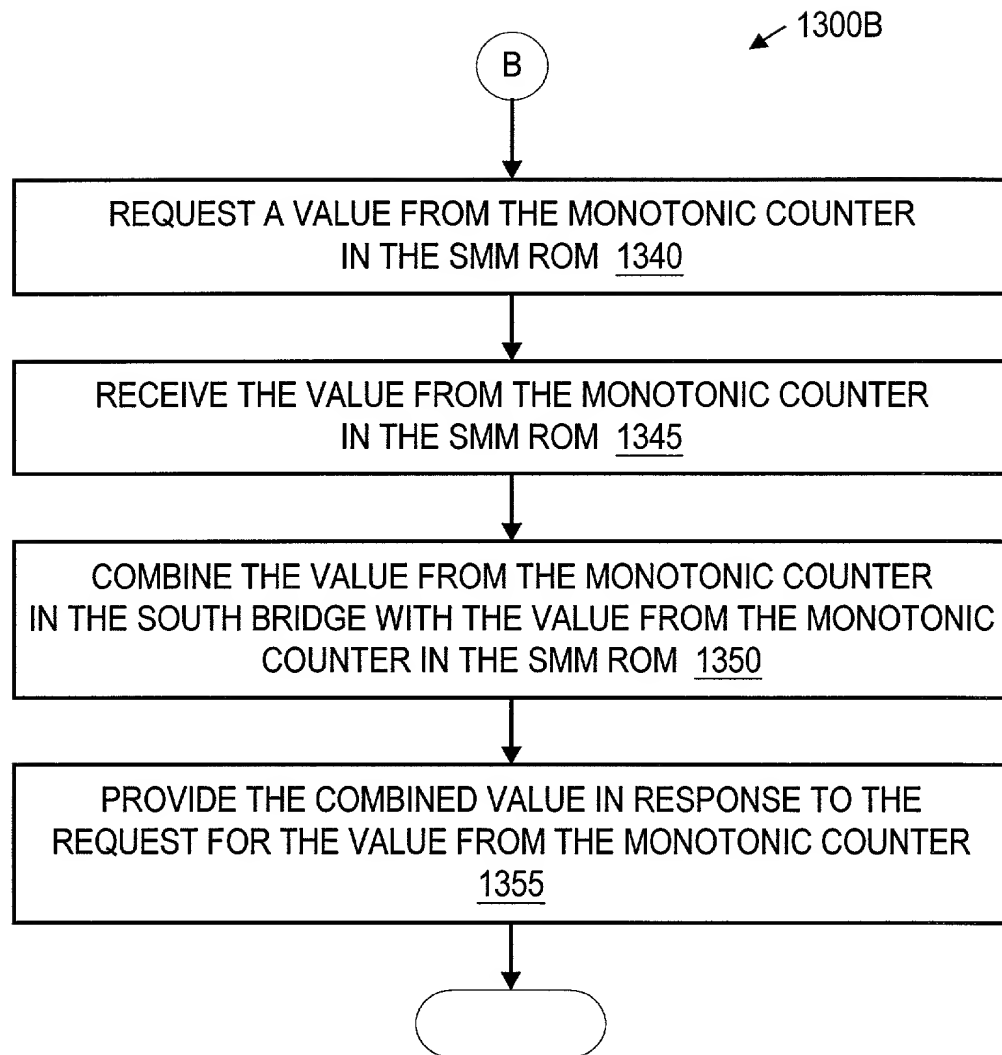 1300B
B
REQUEST A VALUE FROM THE MONOTONIC COUNTER
IN THE SMM ROM 1340
RECEIVE THE VALUE FROM THE MONOTONIC COUNTER
IN THE SMM ROM 1345
COMBINE THE VALUE FROM THE MONOTONIC COUNTER
IN THE SOUTH BRIDGE WITH THE VALUE FROM THE MONOTONIC
COUNTER IN THE SMM ROM 1350
PROVIDE THE COMBINED VALUE IN RESPONSE TO THE
REQUEST FOR THE VALUE FROM THE MONOTONIC COUNTER
1355